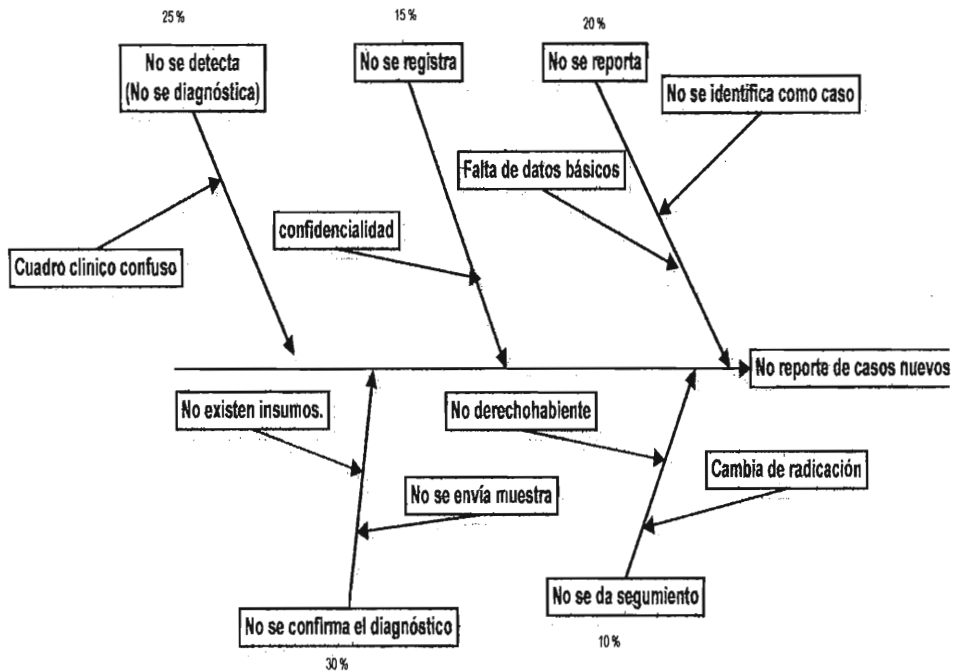 25 %
15 %
20 %
No se detecta
(No se diagnóstica)
No se registra
No se reporta
No se identifica como caso
Falta de datos básicos
confidencialidad
Cuadro clinico confuso
No reporte de casos nuevos
No existen insumos.
No derechohabiente
Cambia de radicación
No se envía muestra
No se da segumiento
No se confirma el diagnóstico
10 %
30 %